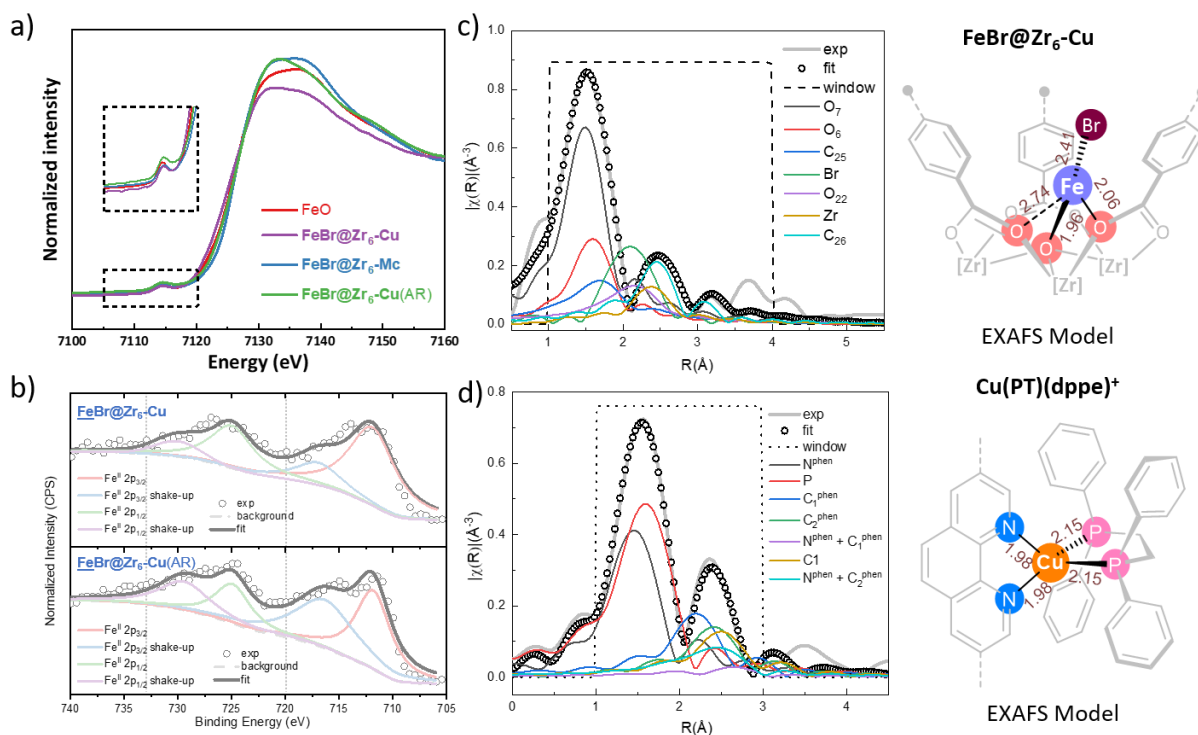 a)
Normalized intensity
FeO
FeBr@Zr₆-Cu
FeBr@Zr₆-Mc
FeBr@Zr₆-Cu(AR)
7100 7110 7120 7130 7140 7150 7160
Energy (eV)
b)
Normalized Intensity (CPS)
FeBr@Zr₆-Cu
Feᴵᴵ 2p₃/₂
Feᴵᴵ 2p₃/₂ shake-up
Feᴵᴵ 2p₁/₂
Feᴵᴵ 2p₁/₂ shake-up
exp
background
fit
FeBr@Zr₆-Cu(AR)
Feᴵᴵ 2p₃/₂
Feᴵᴵ 2p₃/₂ shake-up
Feᴵᴵ 2p₁/₂
Feᴵᴵ 2p₁/₂ shake-up
exp
background
fit
740 735 730 725 720 715 710 705
Binding Energy (eV)
c)
|χ(R)|(Å⁻³)
1.0
0.8
0.6
0.4
0.2
0.0
exp
fit
window
O₇
O₆
C₂₅
Br
O₂₂
Zr
C₂₆
1 2 3 4 5
R(Å)
FeBr@Zr₆-Cu
Br
2.41
Fe
2.74
2.06
1.96
O
O
O
O
O
[Zr]
[Zr]
[Zr]
EXAFS Model
d)
|χ(R)|(Å⁻³)
0.8
0.6
0.4
0.2
0.0
exp
fit
window
Nᵖʰᵉⁿ
P
C₁ᵖʰᵉⁿ
C₂ᵖʰᵉⁿ
Nᵖʰᵉⁿ + C₁ᵖʰᵉⁿ
C1
Nᵖʰᵉⁿ + C₂ᵖʰᵉⁿ
0 1 2 3 4
R(Å)
Cu(PT)(dppe)⁺
N
2.15
P
1.98
Cu
P
2.15
N
1.98
EXAFS Model